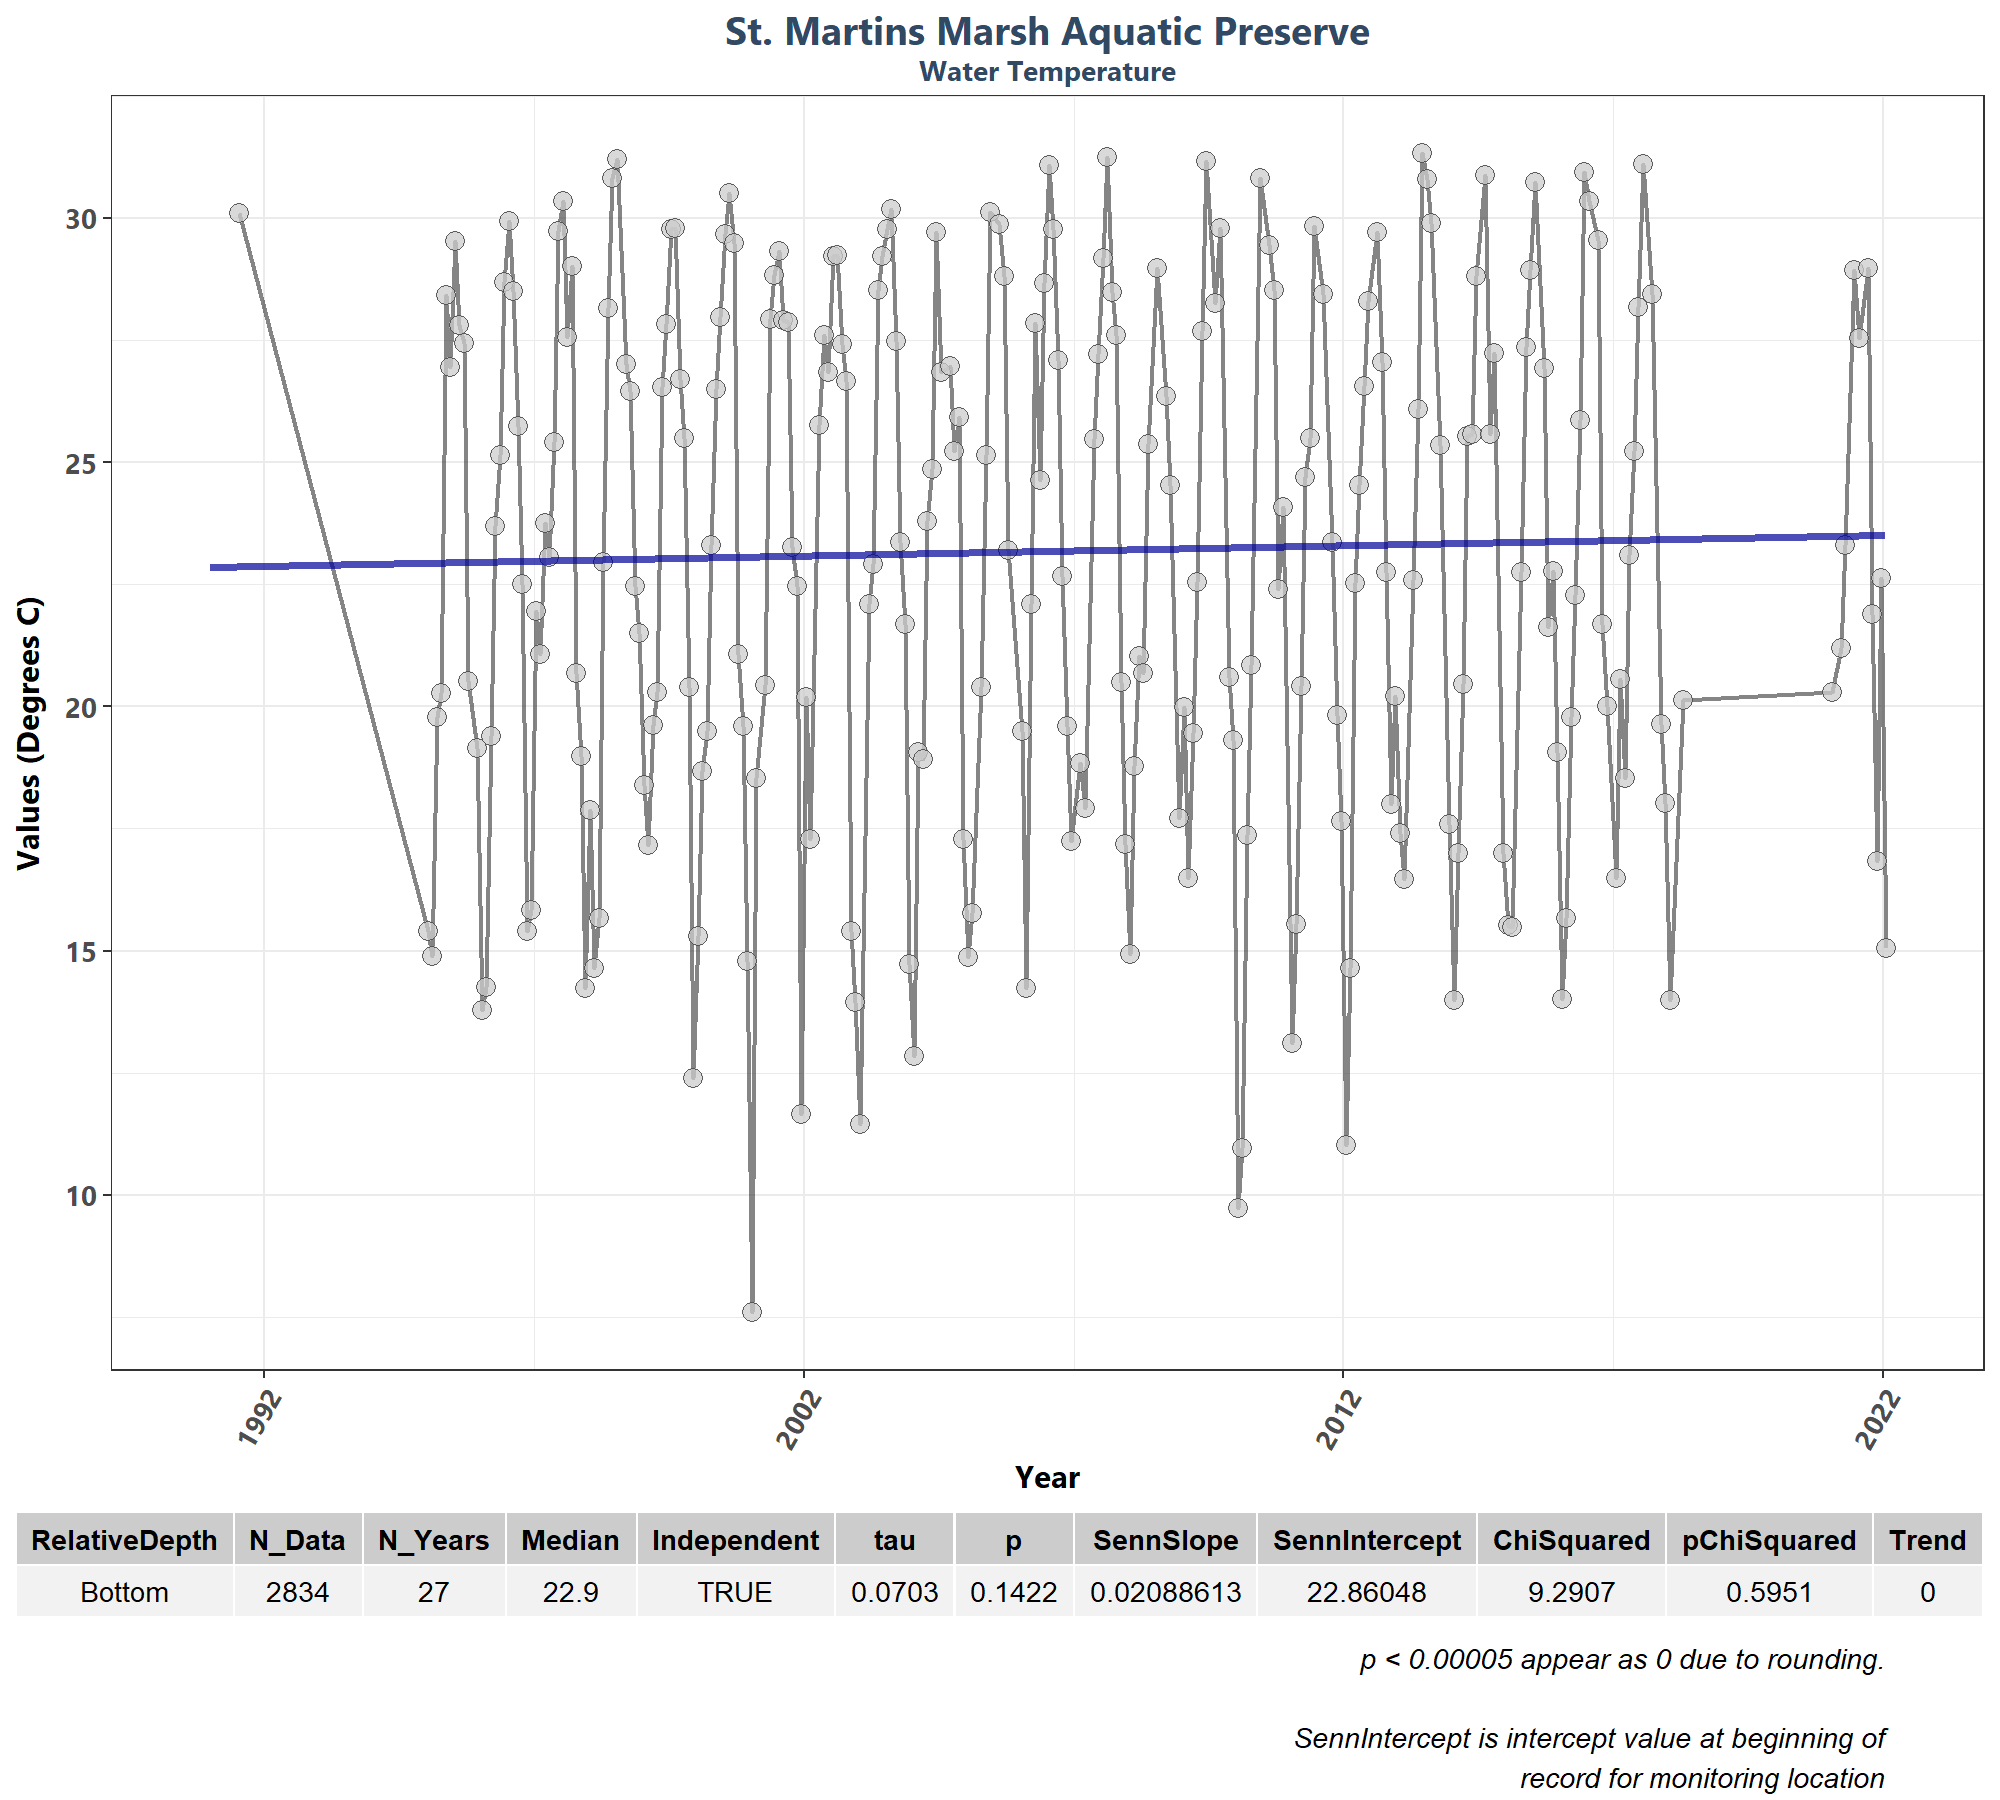 St. Martins Marsh Aquatic Preserve
Water Temperature
Values (Degrees C)
30
25
20
15
10
1992
2002
2012
2022
Year
RelativeDepth N_Data N_Years Median Independent tau p SennSlope SennIntercept ChiSquared pChiSquared Trend
Bottom 2834 27 22.9 TRUE 0.0703 0.1422 0.02088613 22.86048 9.2907 0.5951 0
p < 0.00005 appear as 0 due to rounding.
SennIntercept is intercept value at beginning of
record for monitoring location